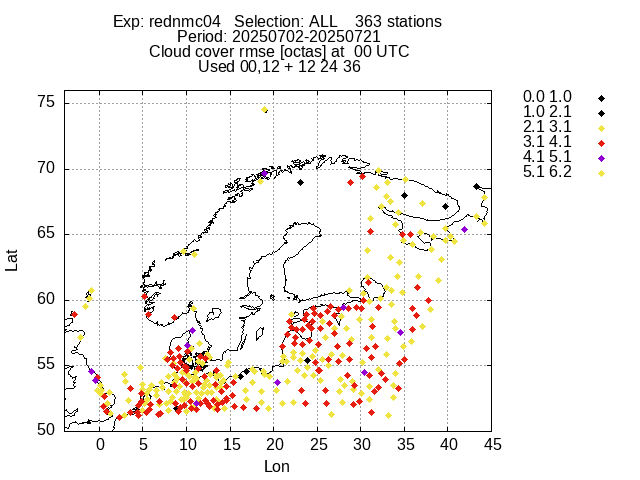 Exp: rednmc04   Selection: ALL    363 stations
Period: 20250702-20250721
Cloud cover rmse [octas] at  00 UTC
Used 00,12 + 12 24 36
0.0 1.0
1.0 2.1
2.1 3.1
3.1 4.1
4.1 5.1
5.1 6.2
75
70
65
60
55
50
Lat
0 5 10 15 20 25 30 35 40 45
Lon